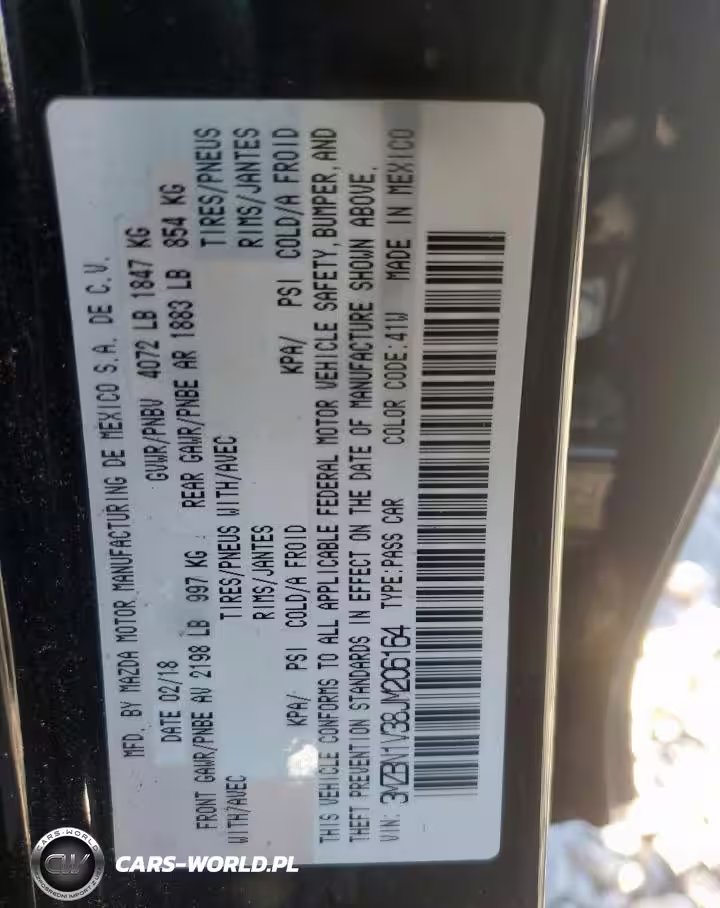 MFD. BY MAZDA MOTOR MANUFACTURING DE MEXICO S.A. DE C.V.
DATE 02/18 GVWR/PNBV 4072 LB 1847 KG
FRONT GAWR/PNBE AV 2198 LB 997 KG REAR GAWR/PNBE AR 1883 LB 854 KG
WITH/AVEC TIRES/PNEUS WITH/AVEC TIRES/PNEUS
RIMS/JANTES RIMS/JANTES
KPA/ PSI COLD/A FROID KPA/ PSI COLD/A FROID
THIS VEHICLE CONFORMS TO ALL APPLICABLE FEDERAL MOTOR VEHICLE SAFETY, BUMPER, AND
THEFT PREVENTION STANDARDS IN EFFECT ON THE DATE OF MANUFACTURE SHOWN ABOVE.
VIN: 3MZBN1V38JM206164 TYPE:PASS CAR COLOR CODE:41W MADE IN MEXICO
CARS-WORLD
CW
CARS-WORLD.PL